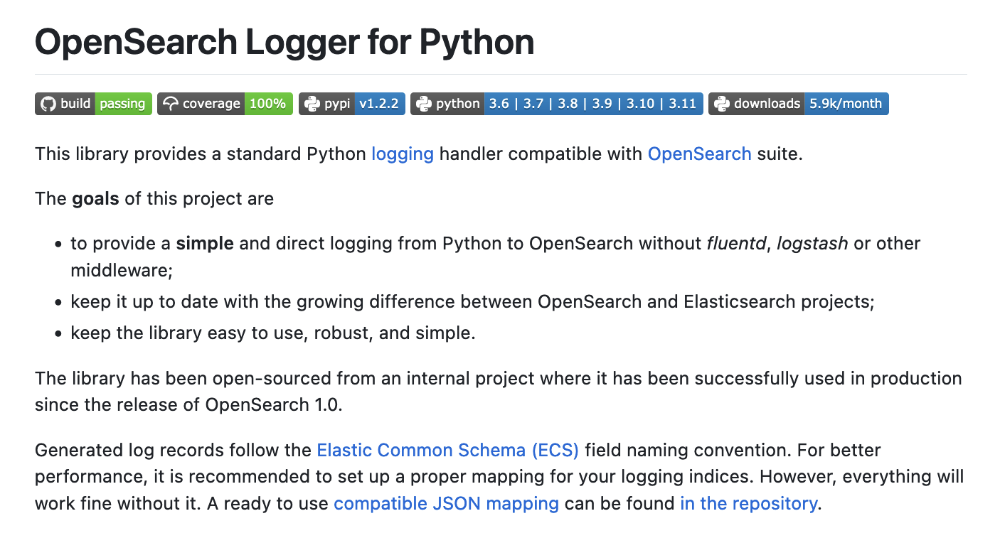 OpenSearch Logger for Python
build passing coverage 100% pypi v1.2.2 python 3.6 | 3.7 | 3.8 | 3.9 | 3.10 | 3.11 downloads 5.9k/month
This library provides a standard Python logging handler compatible with OpenSearch suite.
The goals of this project are
• to provide a simple and direct logging from Python to OpenSearch without fluentd, logstash or other
middleware;
• keep it up to date with the growing difference between OpenSearch and Elasticsearch projects;
• keep the library easy to use, robust, and simple.
The library has been open-sourced from an internal project where it has been successfully used in production
since the release of OpenSearch 1.0.
Generated log records follow the Elastic Common Schema (ECS) field naming convention. For better
performance, it is recommended to set up a proper mapping for your logging indices. However, everything will
work fine without it. A ready to use compatible JSON mapping can be found in the repository.